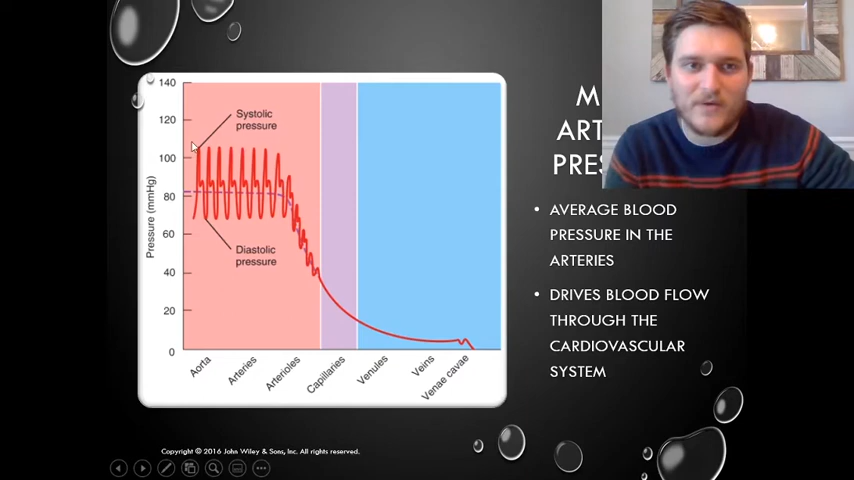 140
120
100
80
60
40
20
0
Pressure (mmHg)
Systolic
pressure
Diastolic
pressure
Aorta
Arteries
Arterioles
Capillaries
Venules
Veins
Venae cavae
• AVERAGE BLOOD
PRESSURE IN THE
ARTERIES
• DRIVES BLOOD FLOW
THROUGH THE
CARDIOVASCULAR
SYSTEM
Copyright © 2016 John Wiley & Sons, Inc. All rights reserved.